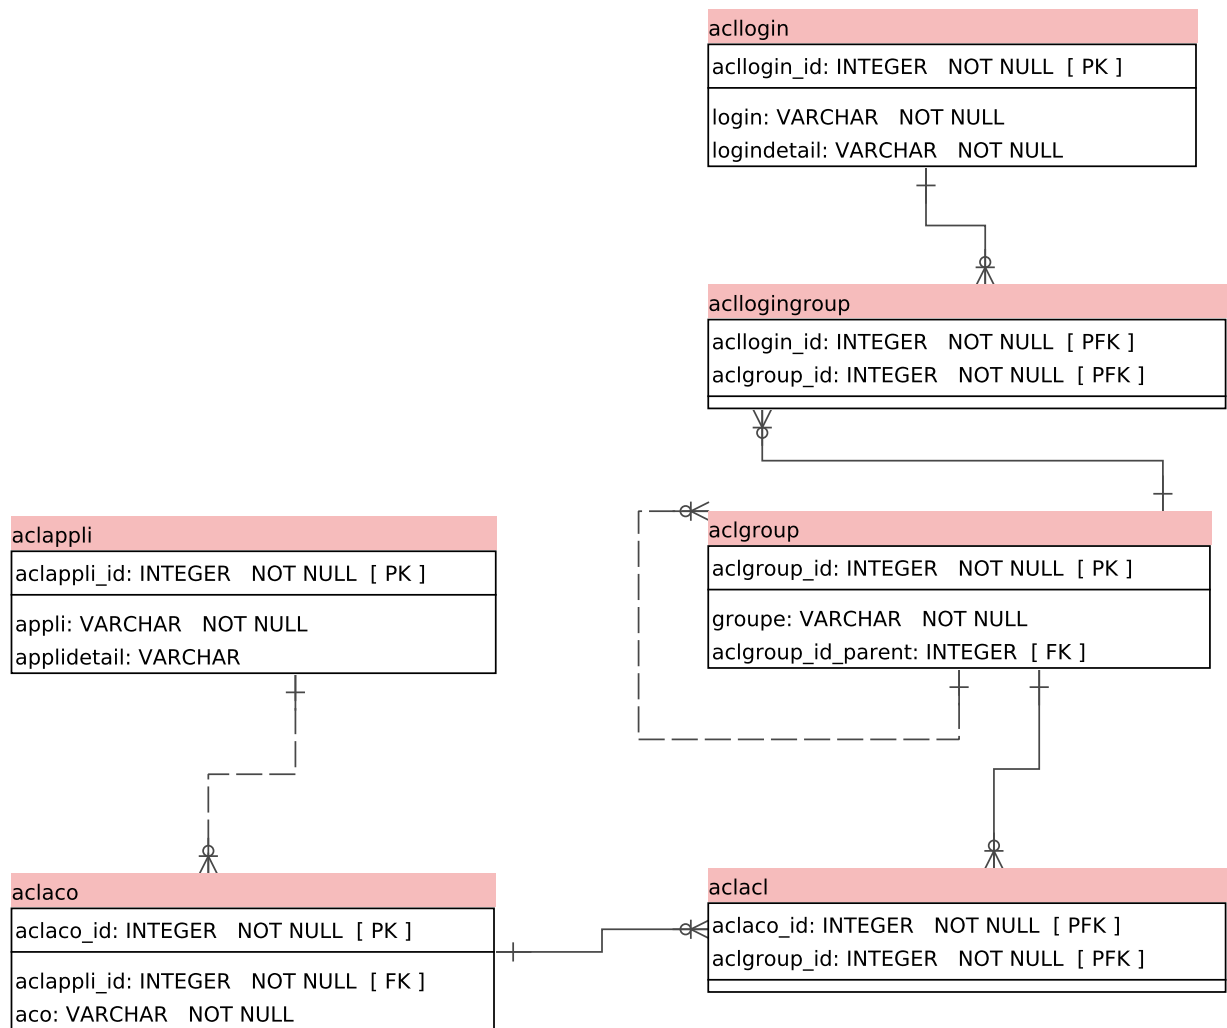 acllogin
acllogin_id: INTEGER NOT NULL [ PK ]
login: VARCHAR NOT NULL
logindetail: VARCHAR NOT NULL
acllogingroup
acllogin_id: INTEGER NOT NULL [ PFK ]
aclgroup_id: INTEGER NOT NULL [ PFK ]
aclappli
aclappli_id: INTEGER NOT NULL [ PK ]
appli: VARCHAR NOT NULL
applidetail: VARCHAR
aclgroup
aclgroup_id: INTEGER NOT NULL [ PK ]
groupe: VARCHAR NOT NULL
aclgroup_id_parent: INTEGER [ FK ]
aclaco
aclaco_id: INTEGER NOT NULL [ PK ]
aclappli_id: INTEGER NOT NULL [ FK ]
aco: VARCHAR NOT NULL
aclacl
aclaco_id: INTEGER NOT NULL [ PFK ]
aclgroup_id: INTEGER NOT NULL [ PFK ]